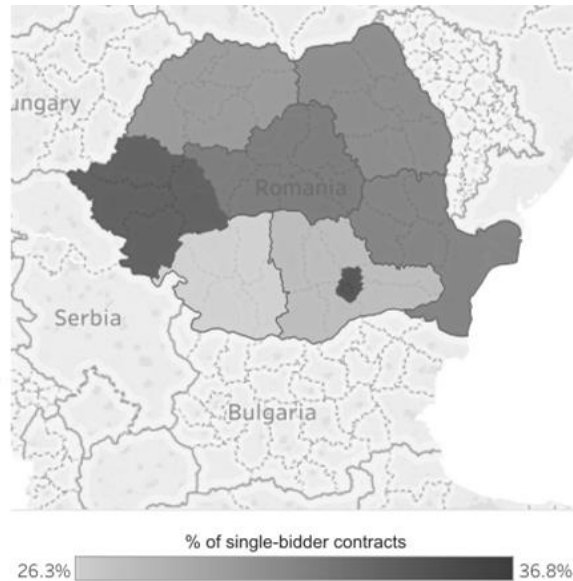 ungary
Romania
Serbia
Bulgaria
% of single-bidder contracts
26.3%
36.8%